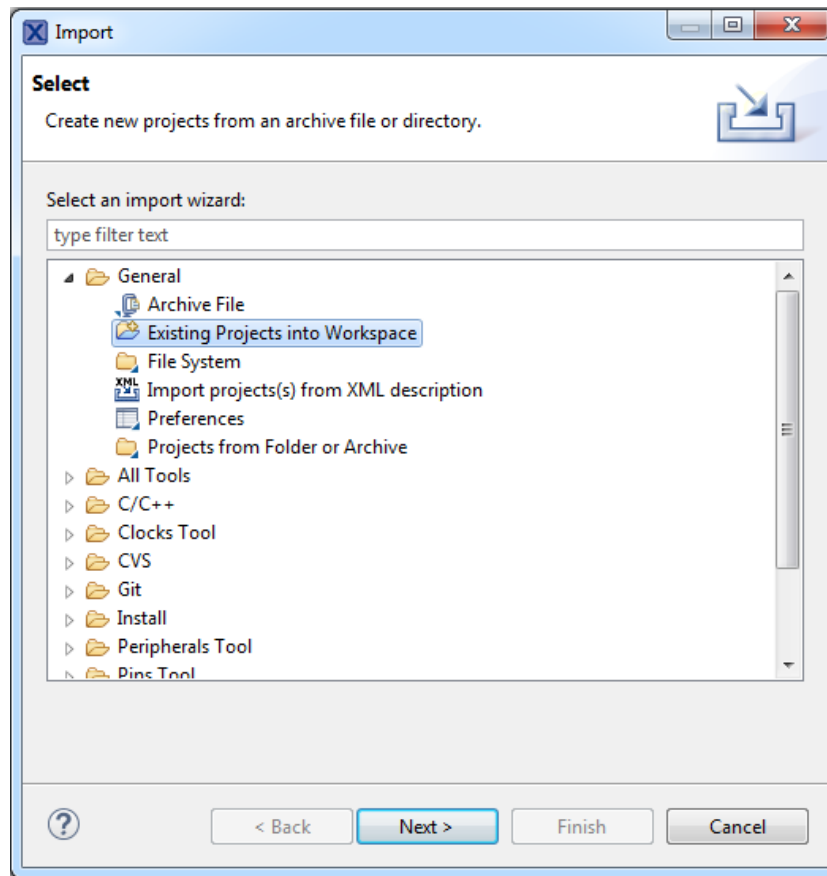 Import
Select
Create new projects from an archive file or directory.
Select an import wizard:
type filter text
General
Archive File
Existing Projects into Workspace
File System
XML Import projects(s) from XML description
Preferences
Projects from Folder or Archive
All Tools
C/C++
Clocks Tool
CVS
Git
Install
Peripherals Tool
Pins Tool
? < Back Next > Finish Cancel